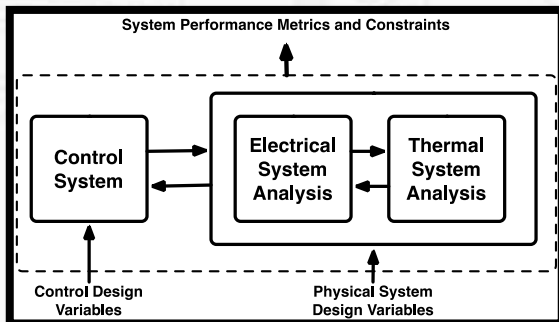 System Performance Metrics and Constraints
Control
System
Electrical
System
Analysis
Thermal
System
Analysis
Control Design
Variables
Physical System
Design Variables